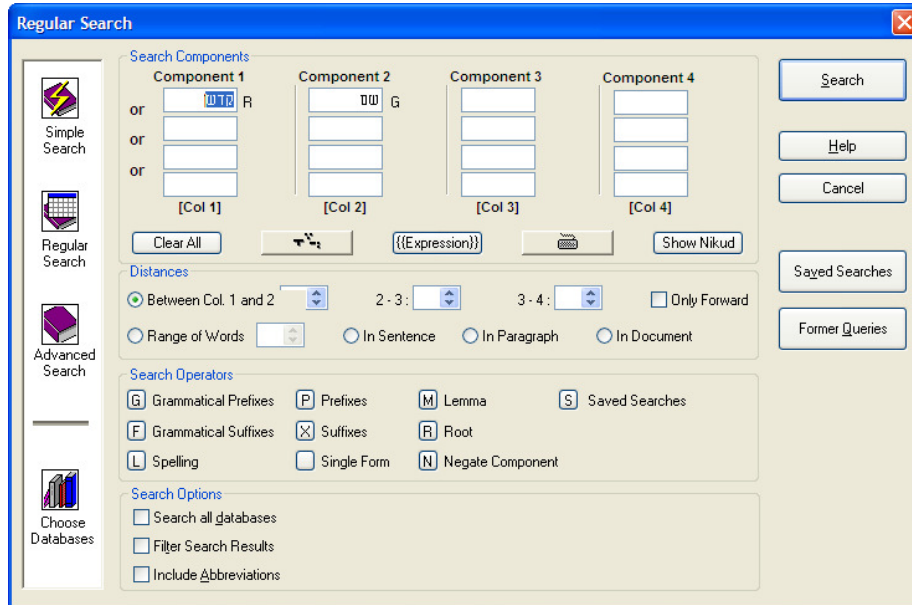 Regular Search
Simple Search
Regular Search
Advanced Search
Choose Databases
Search Components
Component 1 Component 2 Component 3 Component 4
or קדש R שם G
or
or
[Col 1] [Col 2] [Col 3] [Col 4]
Clear All {{Expression}} Show Nikud
Distances
Between Col. 1 and 2 2 - 3 : 3 - 4 : Only Forward
Range of Words In Sentence In Paragraph In Document
Search Operators
G Grammatical Prefixes P Prefixes M Lemma S Saved Searches
F Grammatical Suffixes X Suffixes R Root
L Spelling Single Form N Negate Component
Search Options
Search all databases
Filter Search Results
Include Abbreviations
Search
Help
Cancel
Saved Searches
Former Queries